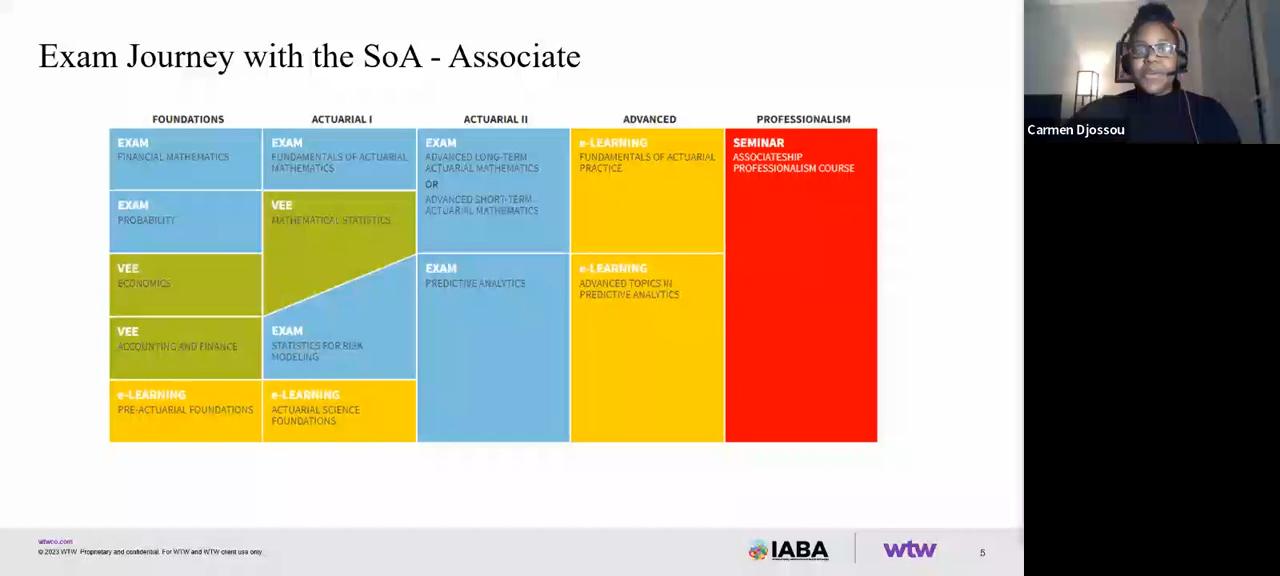 Exam Journey with the SoA - Associate
FOUNDATIONS
EXAM
FINANCIAL MATHEMATICS
EXAM
PROBABILITY
VEE
ECONOMICS
VEE
ACCOUNTING AND FINANCE
e-LEARNING
PRE-ACTUARIAL FOUNDATIONS
ACTUARIAL I
EXAM
FUNDAMENTALS OF ACTUARIAL
MATHEMATICS
VEE
MATHEMATICAL STATISTICS
EXAM
STATISTICS FOR RISK
MODELING
e-LEARNING
ACTUARIAL SCIENCE
FOUNDATIONS
ACTUARIAL II
EXAM
ADVANCED LONG-TERM
ACTUARIAL MATHEMATICS
OR
ADVANCED SHORT-TERM
ACTUARIAL MATHEMATICS
EXAM
PREDICTIVE ANALYTICS
ADVANCED
e-LEARNING
FUNDAMENTALS OF ACTUARIAL
PRACTICE
e-LEARNING
ADVANCED TOPICS IN
PREDICTIVE ANALYTICS
PROFESSIONALISM
SEMINAR
ASSOCIATESHIP
PROFESSIONALISM COURSE
Carmen Djossou
wtwco.com
© 2023 WTW. Proprietary and confidential. For WTW and WTW client use only.
IABA
wtw
5